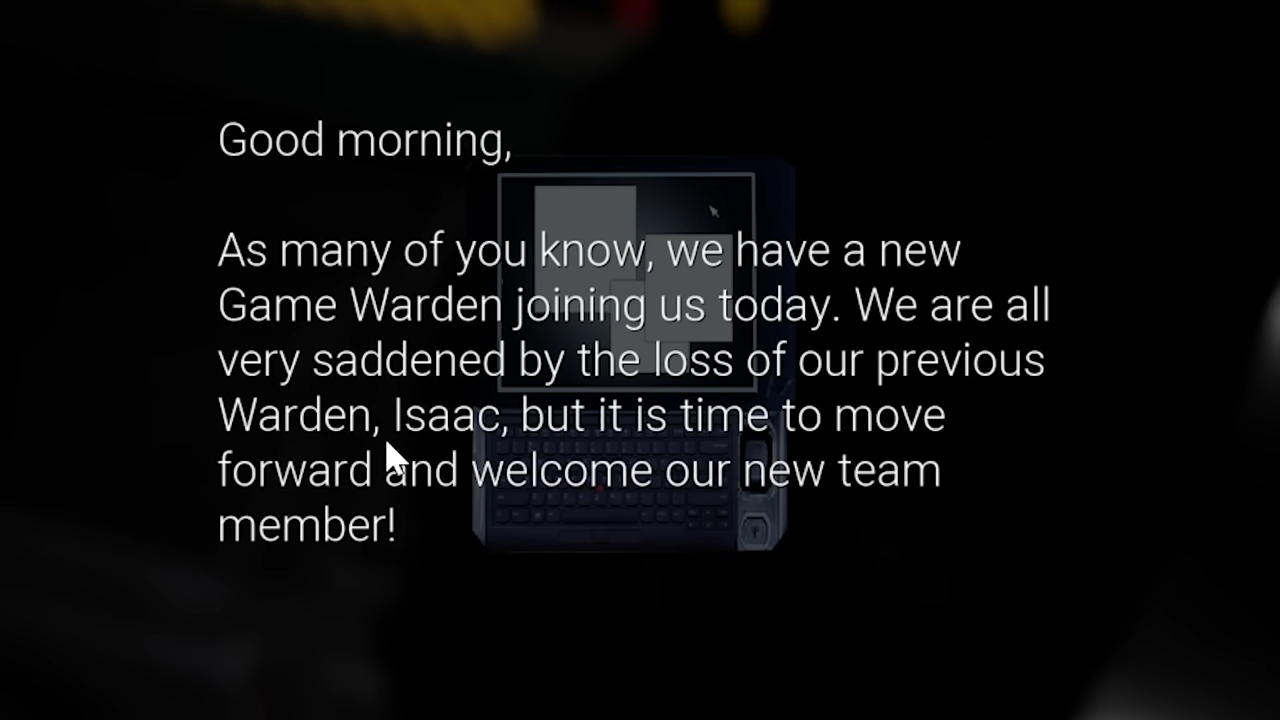 Good morning,
As many of you know, we have a new
Game Warden joining us today. We are all
very saddened by the loss of our previous
Warden, Isaac, but it is time to move
forward and welcome our new team
member!